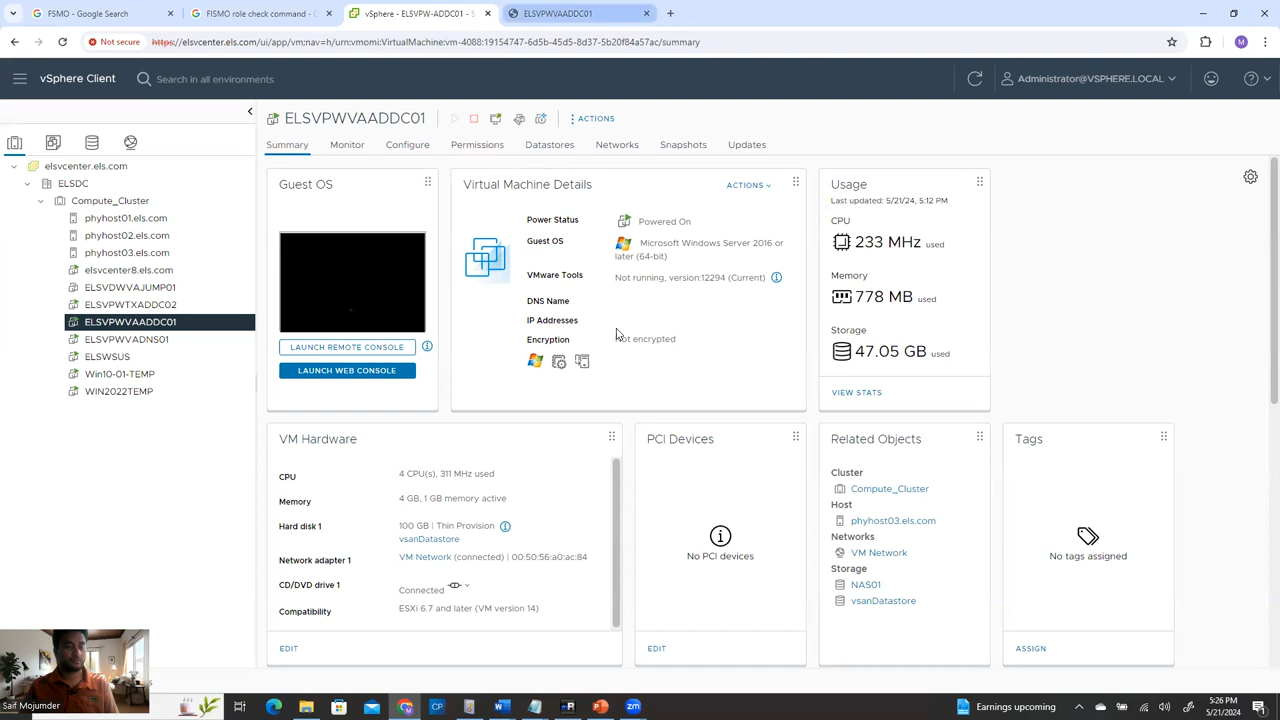 FSMO - Google Search
FISMO role check command - G
vSphere - ELSVPW-ADDC01 - S
ELSVPWVAADDC01
Not secure
https://elsvcenter.els.com/ui/app/vm;nav=h/urn:vmomi:VirtualMachine:vm-4088:19154747-6d5b-45d5-8d37-5b20f84a57ac/summary
vSphere Client
Search in all environments
Administrator@VSPHERE.LOCAL
ELSVPWVAADDC01
ACTIONS
Summary
Monitor
Configure
Permissions
Datastores
Networks
Snapshots
Updates
elsvcenter.els.com
ELSDC
Compute_Cluster
phyhost01.els.com
phyhost02.els.com
phyhost03.els.com
elsvcenter8.els.com
ELSVDWVAJUMP01
ELSVPWTXADDC02
ELSVPWVAADDC01
ELSVPWVADNS01
ELSWSUS
Win10-01-TEMP
WIN2022TEMP
Guest OS
LAUNCH REMOTE CONSOLE
LAUNCH WEB CONSOLE
Virtual Machine Details
ACTIONS
Power Status
Powered On
Guest OS
Microsoft Windows Server 2016 or
later (64-bit)
VMware Tools
Not running, version:12294 (Current)
DNS Name
IP Addresses
Encryption
Not encrypted
Usage
Last updated: 5/21/24, 5:12 PM
CPU
233 MHz used
Memory
778 MB used
Storage
47.05 GB used
VIEW STATS
VM Hardware
CPU
4 CPU(s), 311 MHz used
Memory
4 GB, 1 GB memory active
Hard disk 1
100 GB | Thin Provision
vsanDatastore
Network adapter 1
VM Network (connected) | 00:50:56:a0:ac:84
CD/DVD drive 1
Connected
Compatibility
ESXi 6.7 and later (VM version 14)
EDIT
PCI Devices
No PCI devices
EDIT
Related Objects
Cluster
Compute_Cluster
Host
phyhost03.els.com
Networks
VM Network
Storage
NAS01
vsanDatastore
Tags
No tags assigned
ASSIGN
Saif Mojumder
Earnings upcoming
5:26 PM
5/21/2024